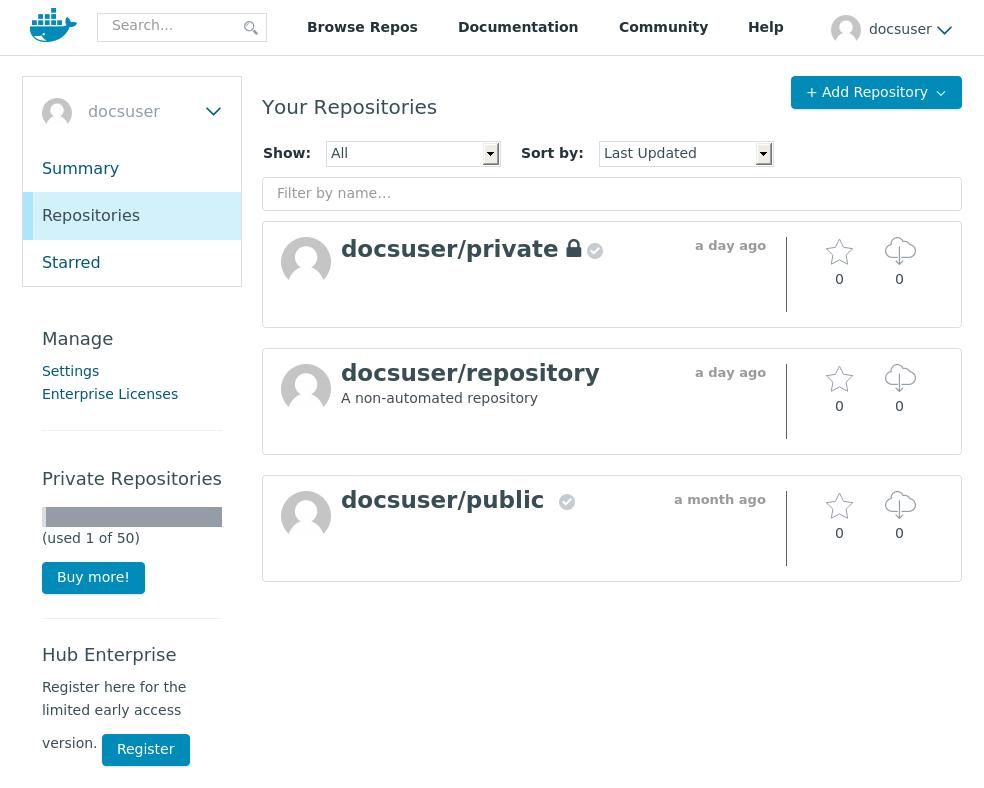 Search...
Browse Repos
Documentation
Community
Help
docsuser
docsuser
Summary
Repositories
Starred
Manage
Settings
Enterprise Licenses
Private Repositories
(used 1 of 50)
Buy more!
Hub Enterprise
Register here for the
limited early access
version. Register
Your Repositories
+ Add Repository
Show: All Sort by: Last Updated
Filter by name...
docsuser/private a day ago
0 0
docsuser/repository a day ago
A non-automated repository
0 0
docsuser/public a month ago
0 0